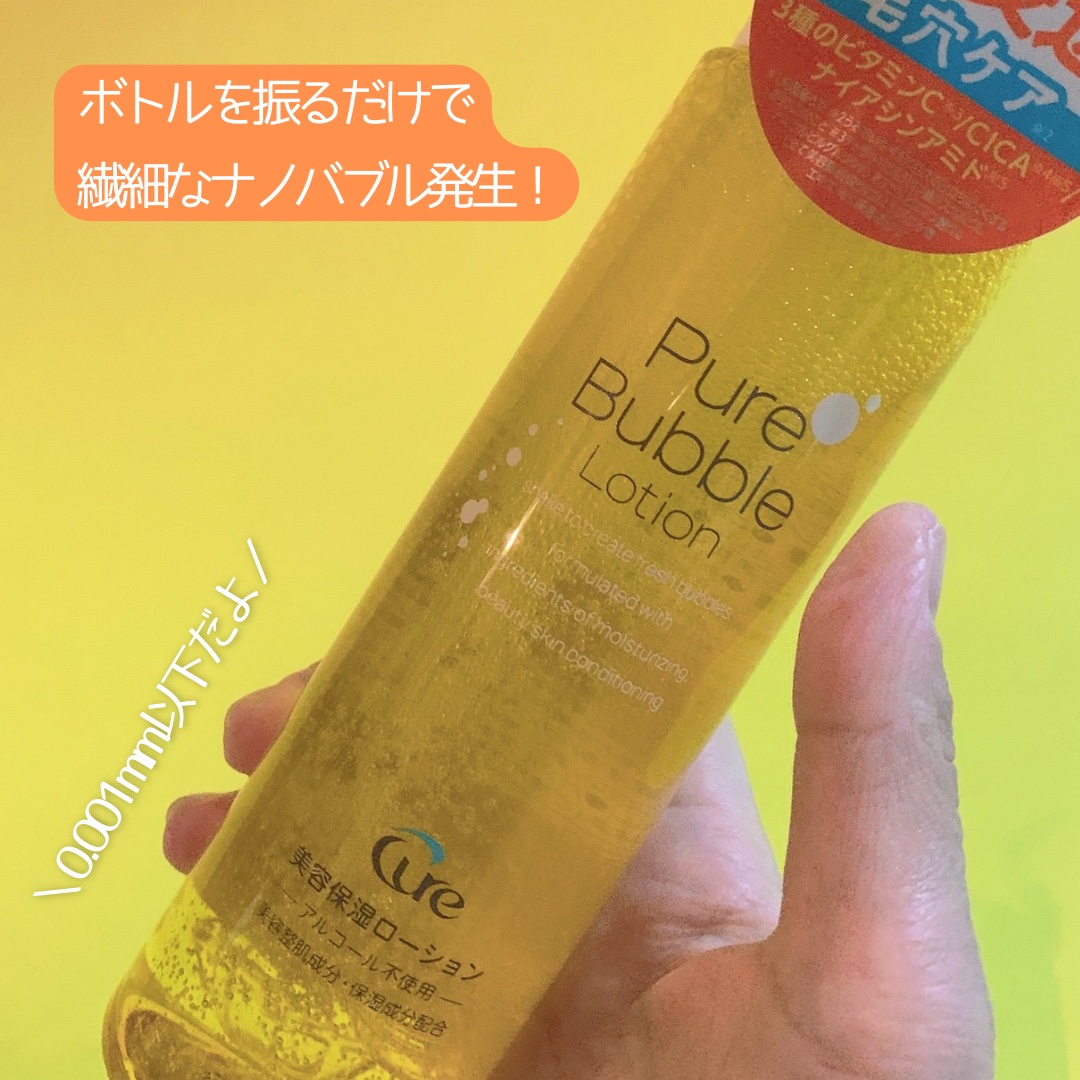 ボトルを振るだけで
繊細なナノバブル発生！
毛穴ケア
3種のビタミンC/CICA
ナイアシンアミド
Pure
Bubble
Lotion
shake to create fresh bubbles.
formulated with
ingredients of moisturizing,
beauty skin conditioning
\ 0.001mm以下だよ /
Cure
美容保湿ローション
ーアルコール不使用ー
美容整肌成分・保湿成分配合